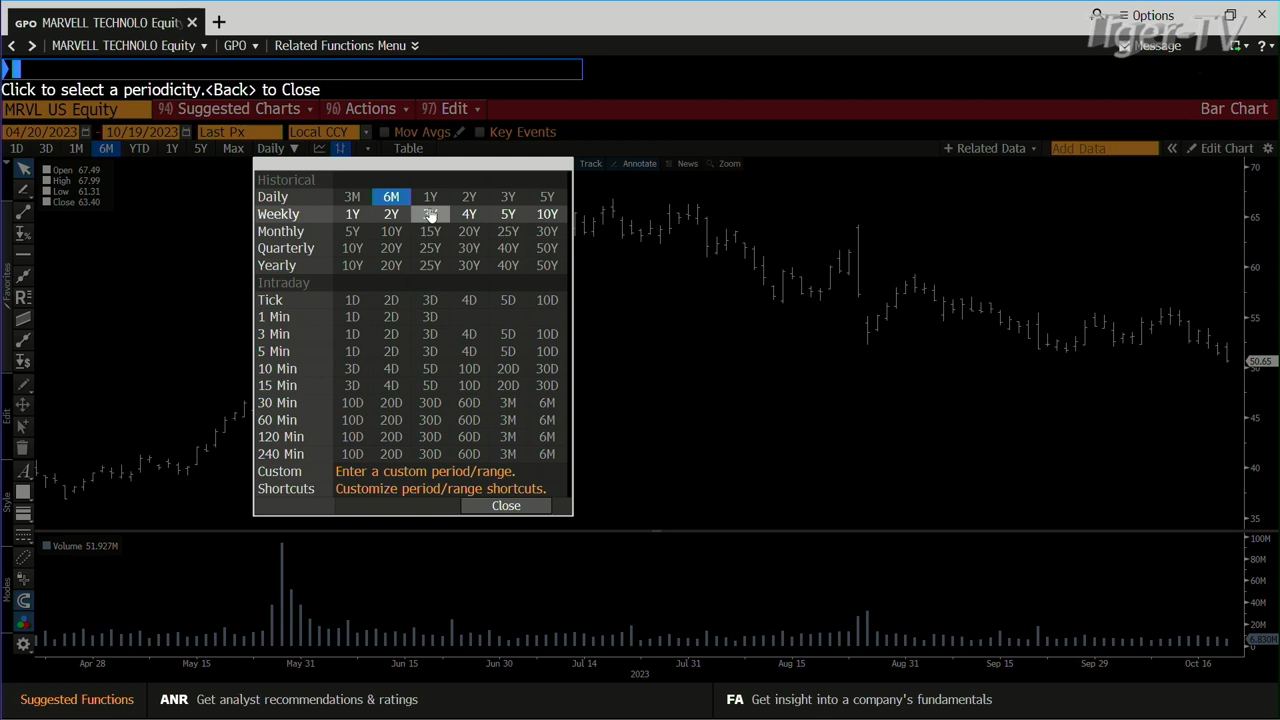 GPO MARVELL TECHNOLO Equity
Options
Tiger-TV
MARVELL TECHNOLO Equity GPO Related Functions Menu
Message
Click to select a periodicity.<Back> to Close
MRVL US Equity 94) Suggested Charts 96) Actions 97) Edit Bar Chart
04/20/2023 - 10/19/2023 Last Px Local CCY Mov Avgs Key Events
1D 3D 1M 6M YTD 1Y 5Y Max Daily Table + Related Data Add Data Edit Chart
Track Annotate News Zoom
Open 67.49
High 67.99
Low 61.31
Close 63.40
Historical
Daily 3M 6M 1Y 2Y 3Y 5Y
Weekly 1Y 2Y 4Y 5Y 10Y
Monthly 5Y 10Y 15Y 20Y 25Y 30Y
Quarterly 10Y 20Y 25Y 30Y 40Y 50Y
Yearly 10Y 20Y 25Y 30Y 40Y 50Y
Intraday
Tick 1D 2D 3D 4D 5D 10D
1 Min 1D 2D 3D
3 Min 1D 2D 3D 4D 5D 10D
5 Min 1D 2D 3D 4D 5D 10D
10 Min 3D 4D 5D 10D 20D 30D
15 Min 3D 4D 5D 10D 20D 30D
30 Min 10D 20D 30D 60D 3M 6M
60 Min 10D 20D 30D 60D 3M 6M
120 Min 10D 20D 30D 60D 3M 6M
240 Min 10D 20D 30D 60D 3M 6M
Custom Enter a custom period/range.
Shortcuts Customize period/range shortcuts.
Close
70
65
60
55
50.65
50
45
40
35
Favorites
Edit
Style
Modes
Volume 51.927M
100M
80M
60M
40M
20M
6.830M
0
Apr 28 May 15 May 31 Jun 15 Jun 30 Jul 14 Jul 31 Aug 15 Aug 31 Sep 15 Sep 29 Oct 16
2023
Suggested Functions ANR Get analyst recommendations & ratings FA Get insight into a company's fundamentals